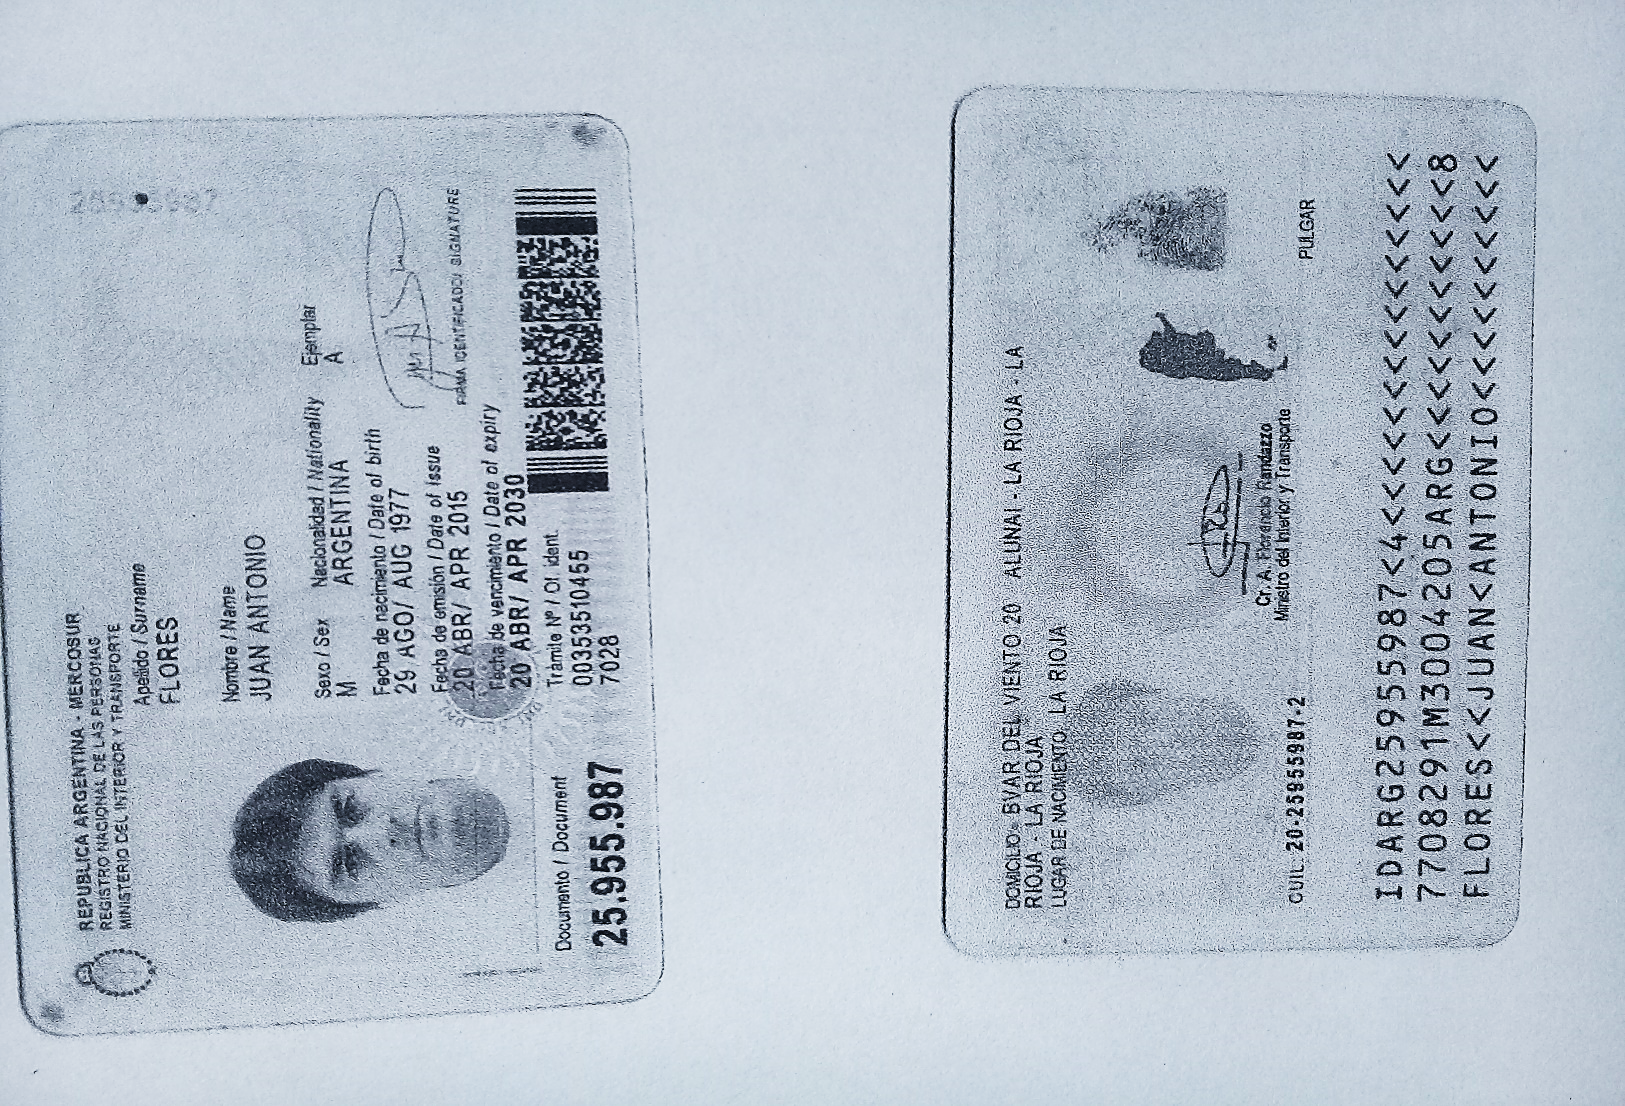 REPUBLICA ARGENTINA - MERCOSUR
REGISTRO NACIONAL DE LAS PERSONAS
MINISTERIO DEL INTERIOR Y TRANSPORTE
Apellido / Surname
FLORES
Nombre / Name
JUAN ANTONIO
Sexo / Sex Nacionalidad / Nationality Ejemplar
M ARGENTINA A
Fecha de nacimiento / Date of birth
29 AGO/ AUG 1977
Fecha de emisión / Date of issue
20 ABR/ APR 2015
FIRMA IDENTIFICADO/ SIGNATURE
Fecha de vencimiento / Date of expiry
20 ABR/ APR 2030
Tramite Nº / Of. ident.
00353510455
7028
Documento / Document
25.955.987
DOMICILIO: BVAR DEL VIENTO 20 ALUNAI - LA RIOJA - LA
RIOJA - LA RIOJA
LUGAR DE NACIMIENTO: LA RIOJA
Cr. A. Florencio Randazzo
Ministro del Interior y Transporte
PULGAR
CUIL: 20-25955987-2
IDARG25955987<4<<<<<<<<<<<<<<<
7708291M3004205ARG<<<<<<<<<<<8
FLORES<<JUAN<ANTONIO<<<<<<<<<<